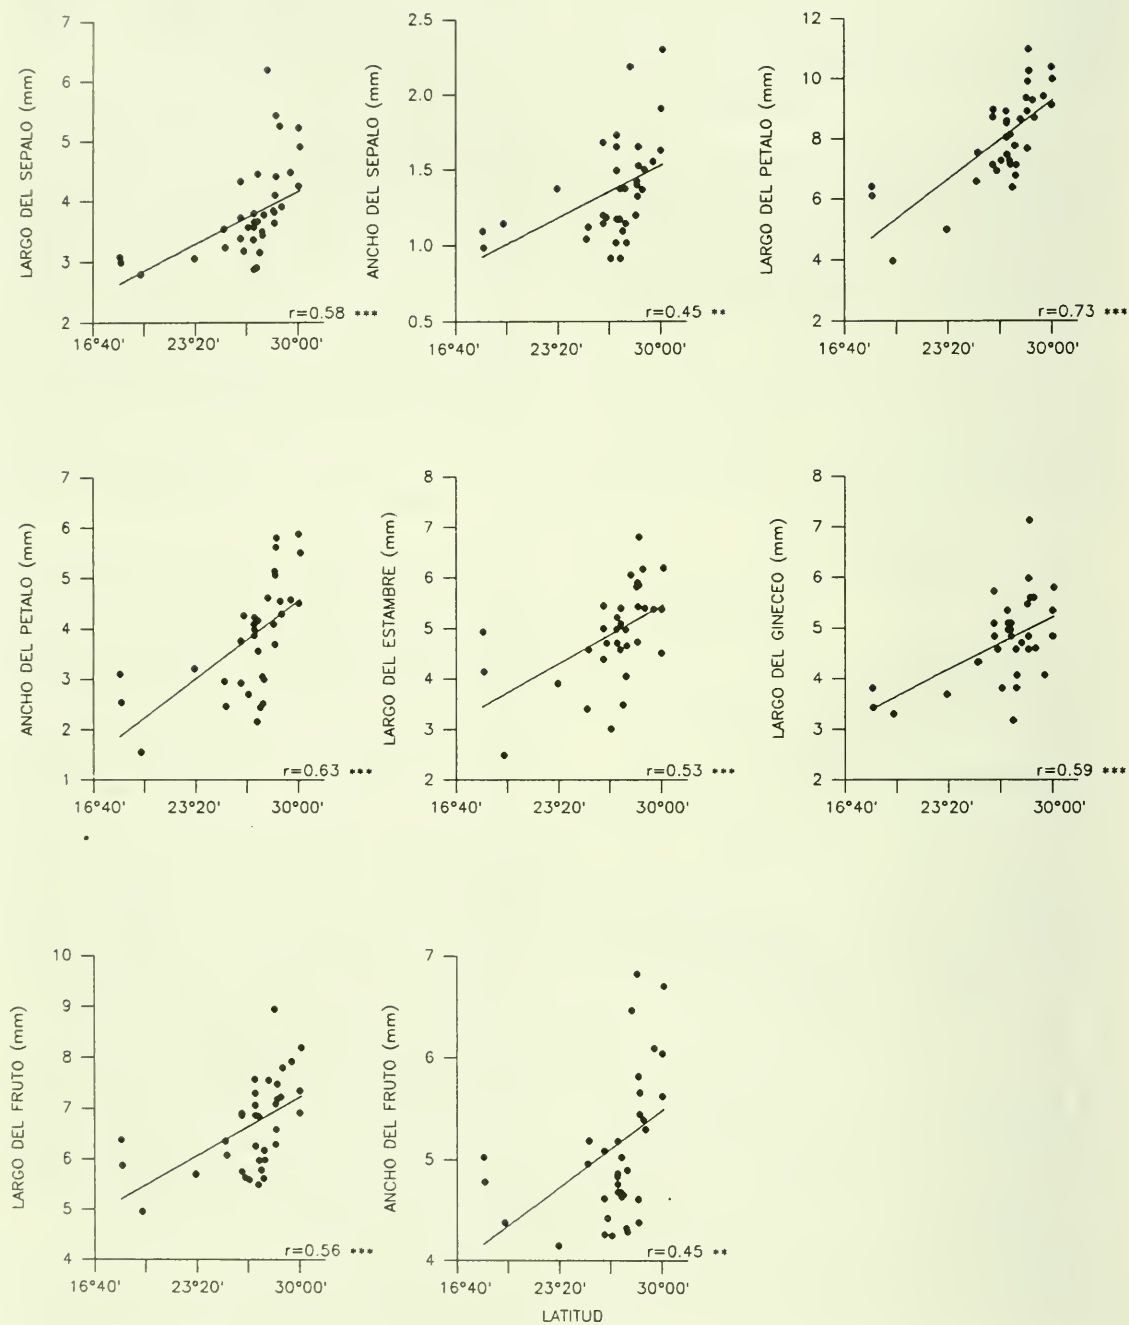 7
6
5
4
3
2
LARGO DEL SEPALO (mm)
r=0.58 ***
16°40' 23°20' 30°00'
2.5
2.0
1.5
1.0
0.5
ANCHO DEL SEPALO (mm)
r=0.45 **
16°40' 23°20' 30°00'
12
10
8
6
4
2
LARGO DEL PETALO (mm)
r=0.73 ***
16°40' 23°20' 30°00'
7
6
5
4
3
2
1
ANCHO DEL PETALO (mm)
r=0.63 ***
16°40' 23°20' 30°00'
8
7
6
5
4
3
2
LARGO DEL ESTAMBRE (mm)
r=0.53 ***
16°40' 23°20' 30°00'
8
7
6
5
4
3
2
LARGO DEL GINECEO (mm)
r=0.59 ***
16°40' 23°20' 30°00'
10
9
8
7
6
5
4
LARGO DEL FRUTO (mm)
r=0.56 ***
16°40' 23°20' 30°00'
7
6
5
4
ANCHO DEL FRUTO (mm)
r=0.45 **
16°40' 23°20' 30°00'
LATITUD